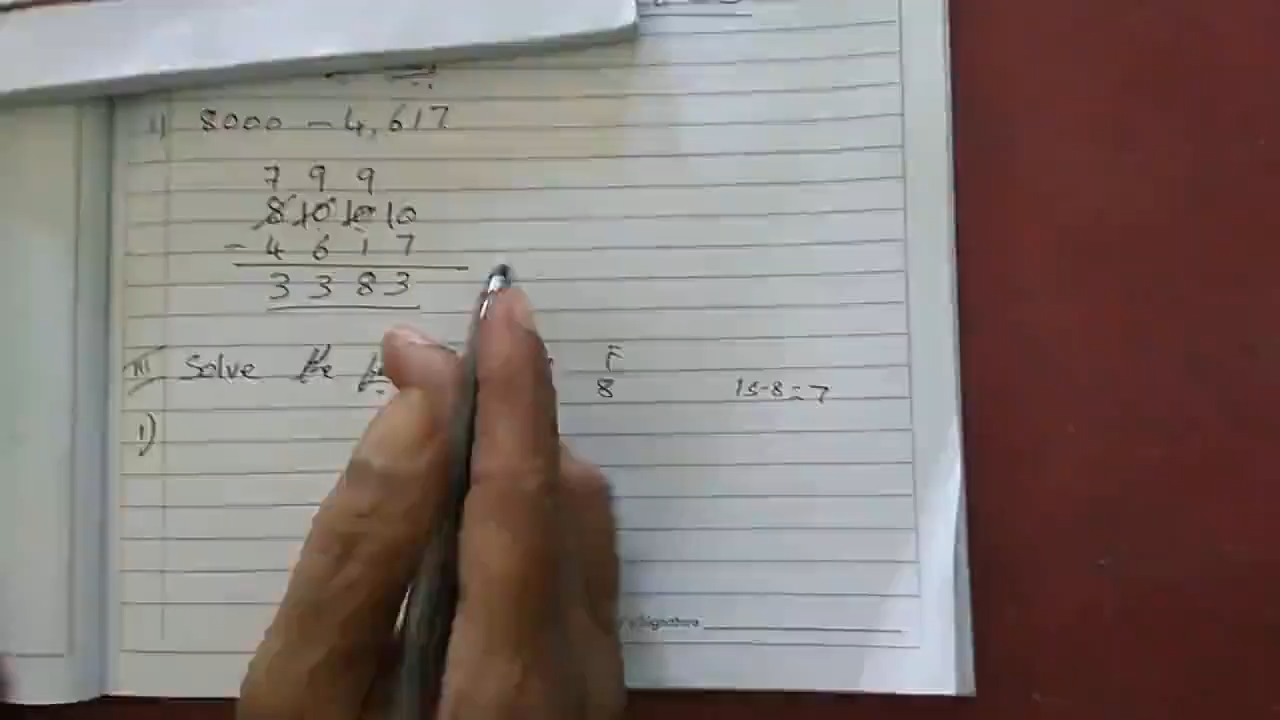 8000 - 4,617
7 9 9
8 10 10 10
- 4 6 1 7
3 3 8 3
III Solve the F
8 15-8=7
1)
's Signature